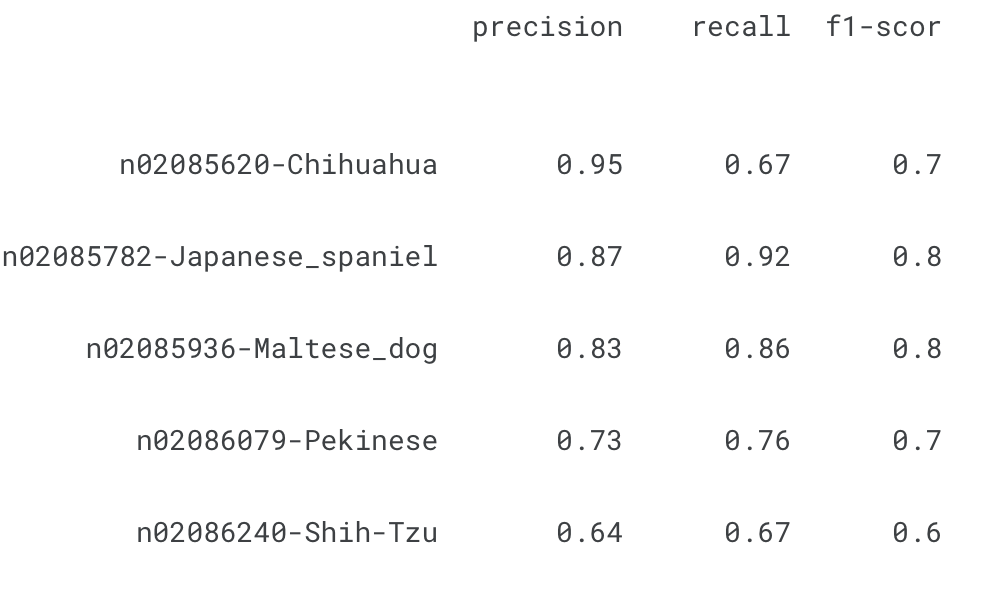 precision recall f1-scor
n02085620-Chihuahua 0.95 0.67 0.7
n02085782-Japanese_spaniel 0.87 0.92 0.8
n02085936-Maltese_dog 0.83 0.86 0.8
n02086079-Pekinese 0.73 0.76 0.7
n02086240-Shih-Tzu 0.64 0.67 0.6